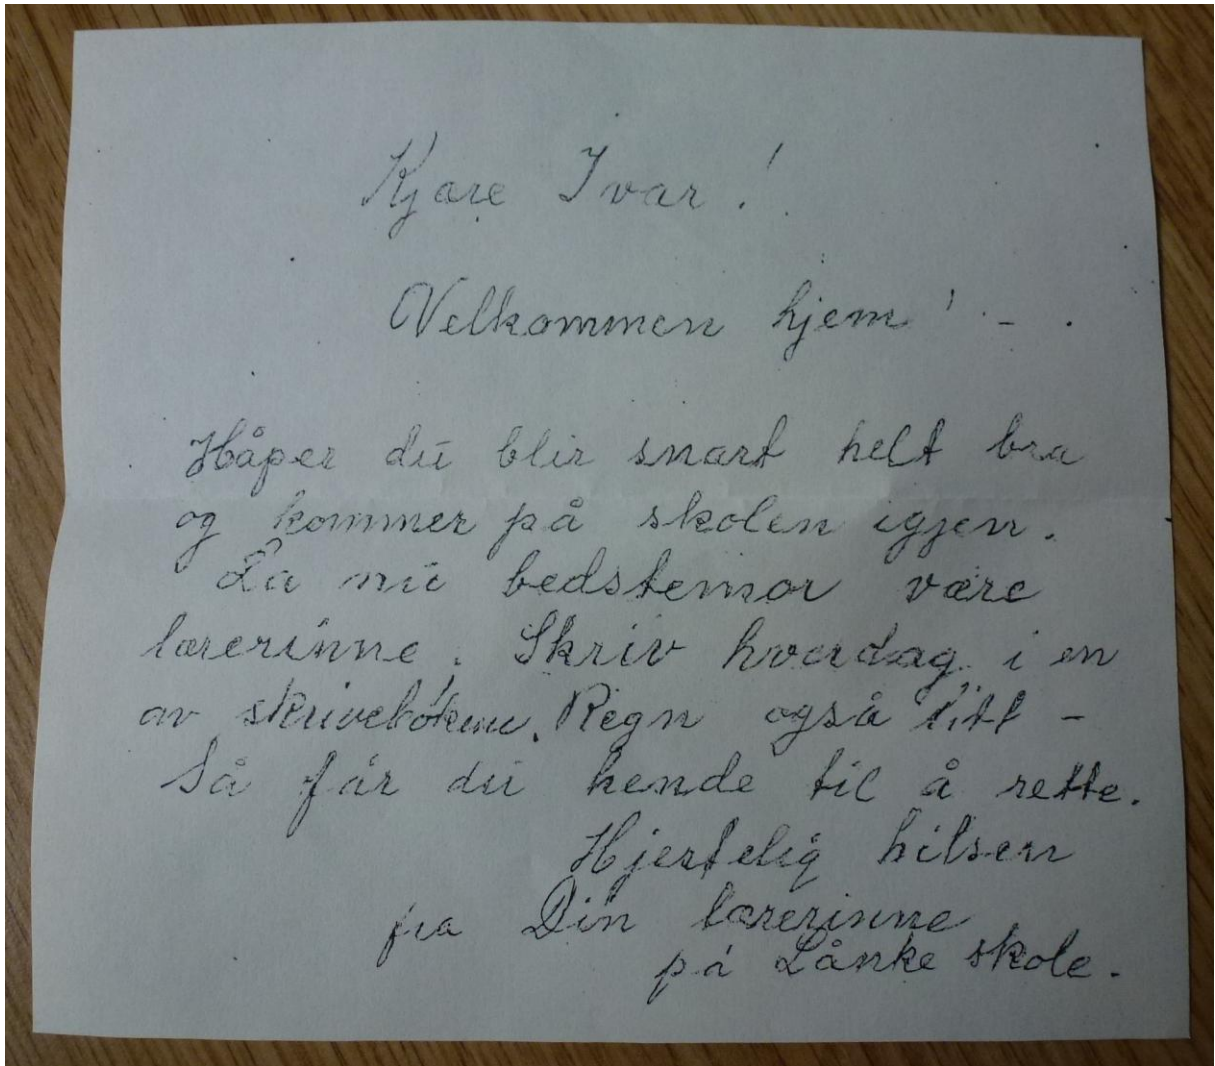 Kjære Ivar!
Velkommen hjem! - .
Håper du blir snart helt bra
og kommer på skolen igjen.
La nu bedstemor være
lærerinne. Skriv hverdag i en
av skrivebøkene. Regn også litt -
Så får du hende til å rette.
Hjertelig hilsen
fra Din lærerinne
på Lånke skole.